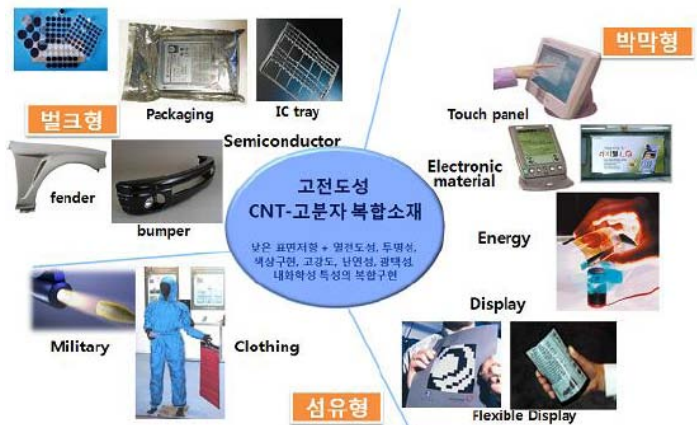 벌크형
Packaging
IC tray
Semiconductor
fender
bumper
박막형
Touch panel
Electronic
material
Energy
Display
Flexible Display
고전도성
CNT-고분자 복합소재
낮은 표면저항 + 열전도성, 투명성,
색상구현, 고강도, 난연성, 광택성,
내화학성 특성의 복합구현
Military
Clothing
섬유형